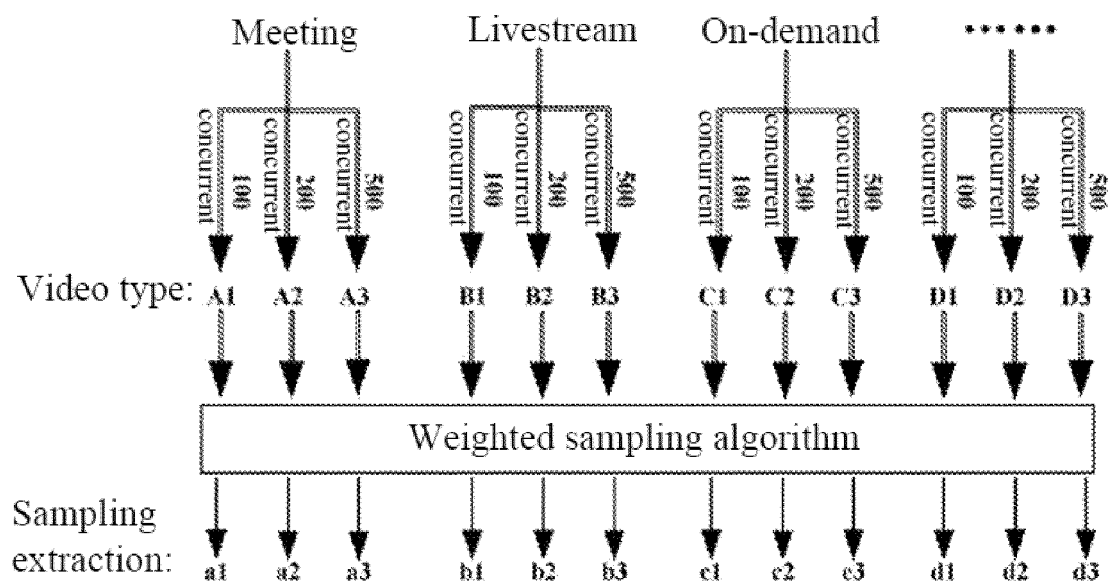 Meeting Livestream On-demand ......
concurrent 100 concurrent 200 concurrent 500 concurrent 100 concurrent 200 concurrent 500 concurrent 100 concurrent 200 concurrent 500 concurrent 100 concurrent 200 concurrent 500
Video type: A1 A2 A3 B1 B2 B3 C1 C2 C3 D1 D2 D3
Weighted sampling algorithm
Sampling
extraction: a1 a2 a3 b1 b2 b3 c1 c2 c3 d1 d2 d3